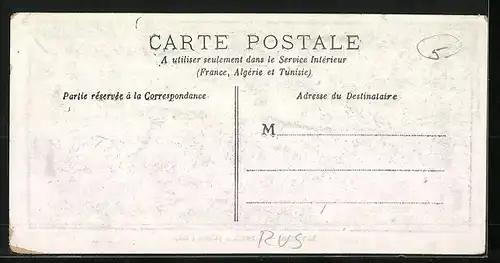 CARTE POSTALE
5
A utiliser seulement dans le Service Intérieur
(France, Algérie et Tunisie)
Partie réservée à la Correspondance
Adresse du Destinataire
M
RUS